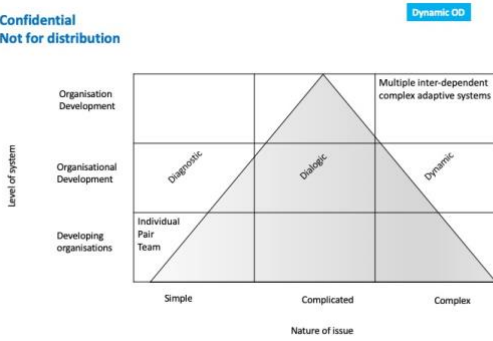 Confidential
Not for distribution
Dynamic OD
Organisation
Development
Multiple inter-dependent
complex adaptive systems
Level of system
Organisational
Development
Diagnostic
Dialogic
Dynamic
Developing
organisations
Individual
Pair
Team
Simple
Complicated
Complex
Nature of issue